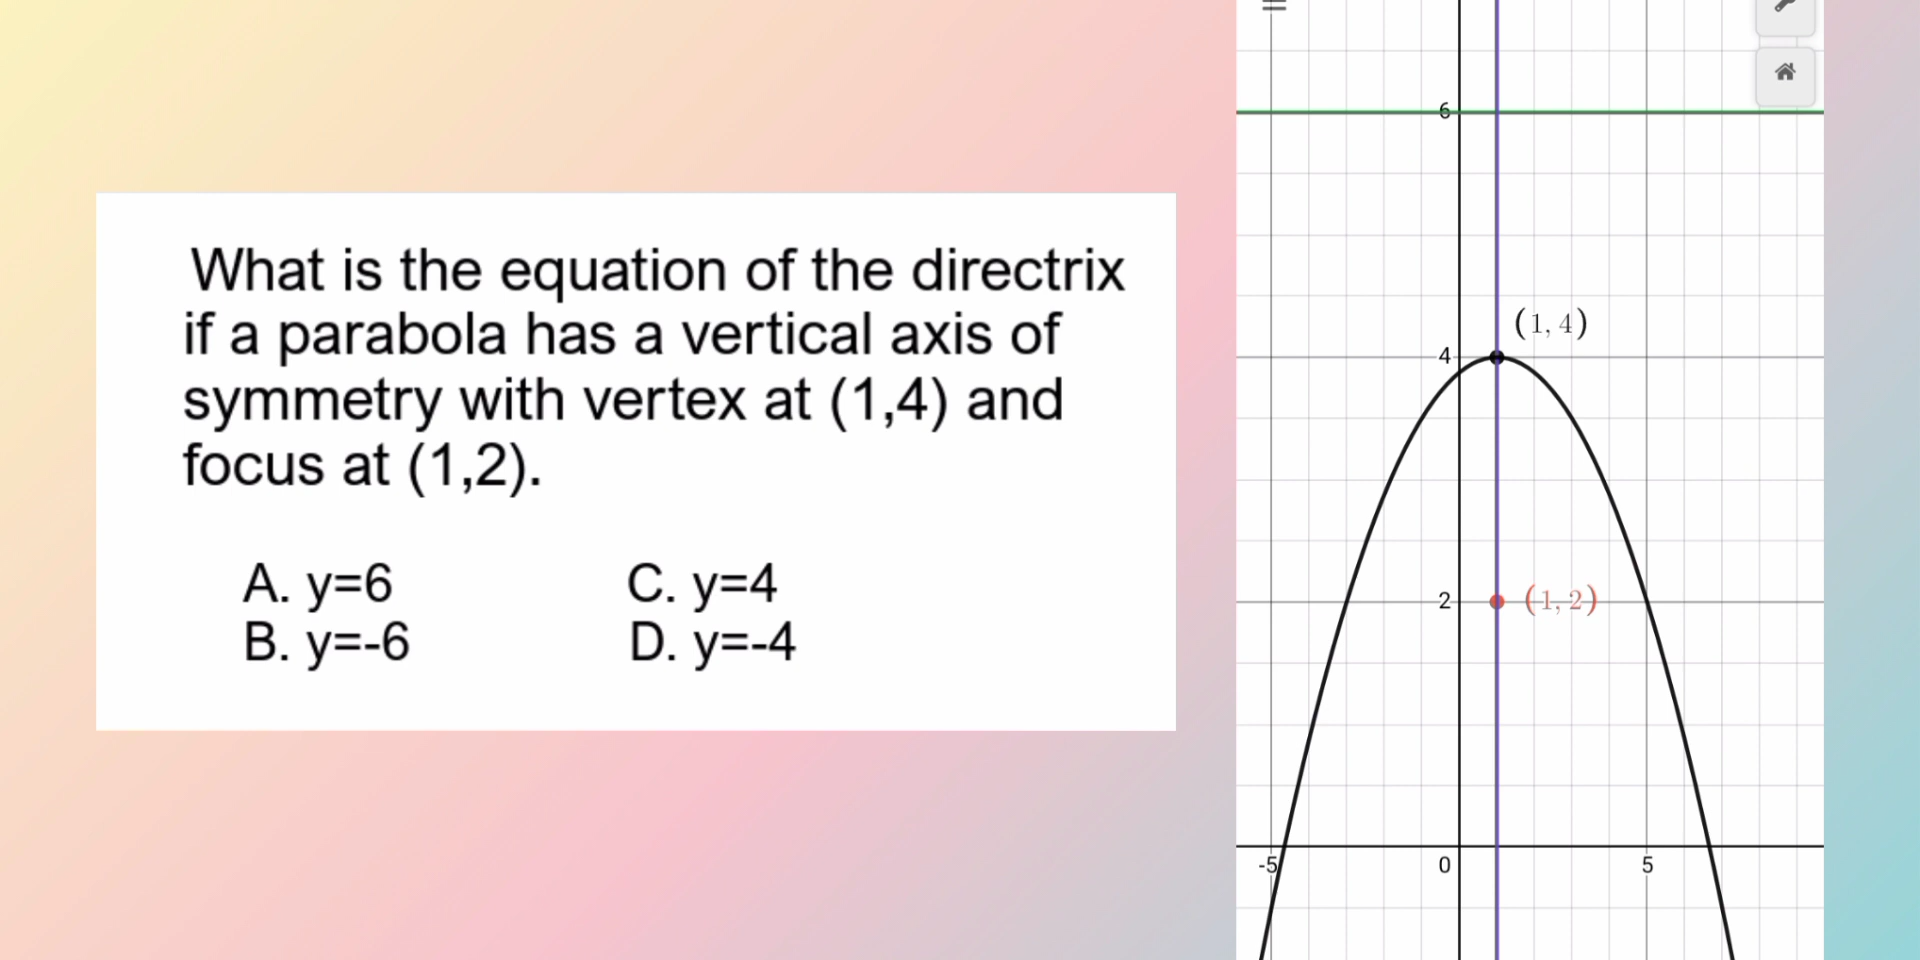 What is the equation of the directrix
if a parabola has a vertical axis of
symmetry with vertex at (1,4) and
focus at (1,2).
A. y=6
B. y=-6
C. y=4
D. y=-4
6
(1, 4)
4
2
(1, 2)
-5
0
5